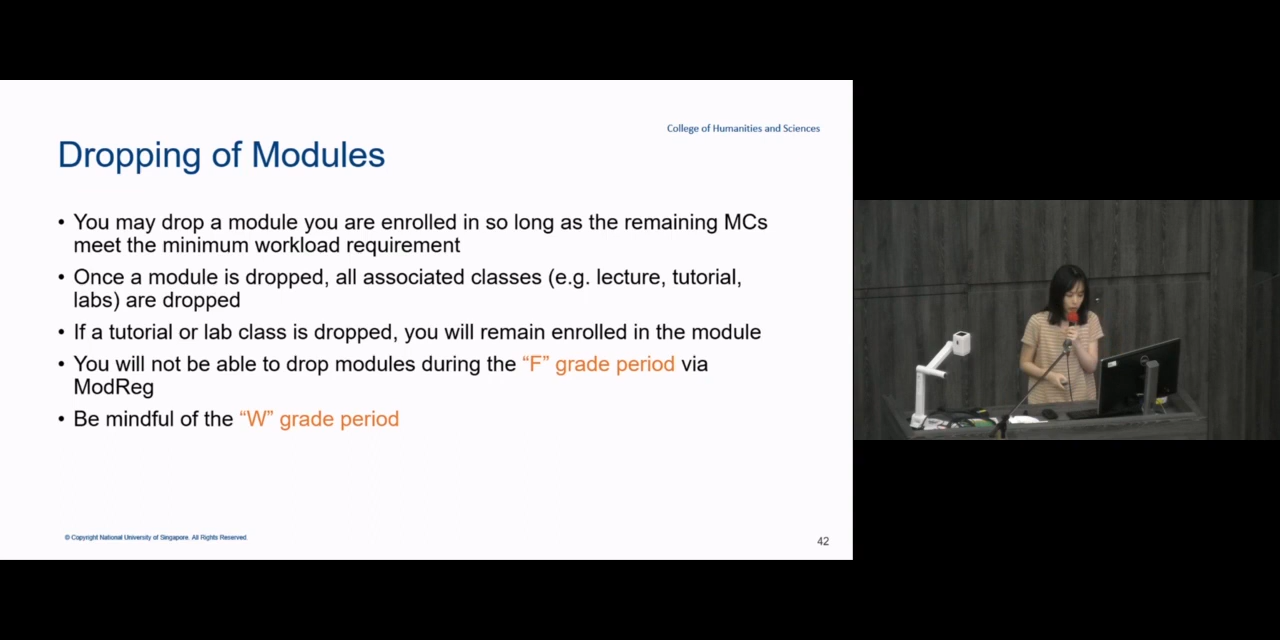 College of Humanities and Sciences
Dropping of Modules
• You may drop a module you are enrolled in so long as the remaining MCs
meet the minimum workload requirement
• Once a module is dropped, all associated classes (e.g. lecture, tutorial,
labs) are dropped
• If a tutorial or lab class is dropped, you will remain enrolled in the module
• You will not be able to drop modules during the “F” grade period via
ModReg
• Be mindful of the “W” grade period
© Copyright National University of Singapore. All Rights Reserved.
42